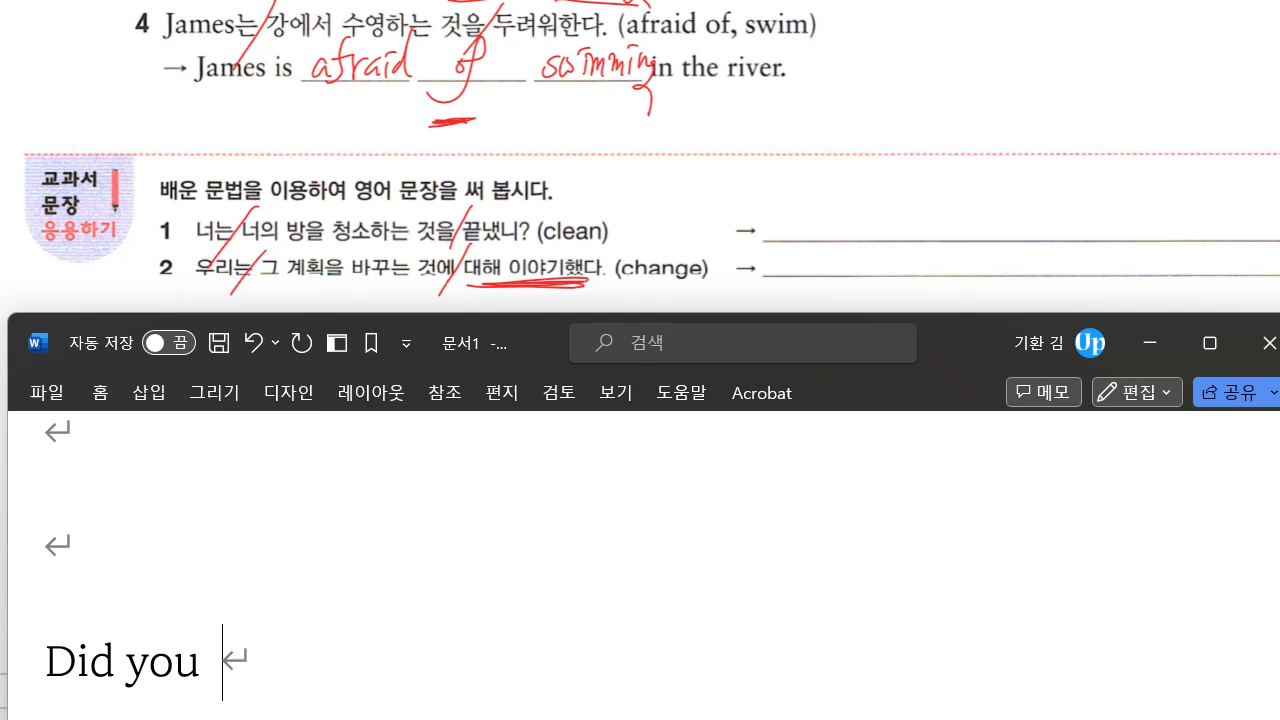 4 James는 강에서 수영하는 것을 두려워한다. (afraid of, swim)
→ James is afraid of swimming in the river.
교과서
문장
응용하기
배운 문법을 이용하여 영어 문장을 써 봅시다.
1 너는 너의 방을 청소하는 것을 끝냈니? (clean) →
2 우리는 그 계획을 바꾸는 것에 대해 이야기했다. (change) →
자동 저장 끔 문서1 -... 검색 기환 김 Up
파일 홈 삽입 그리기 디자인 레이아웃 참조 편지 검토 보기 도움말 Acrobat 메모 편집 공유
Did you